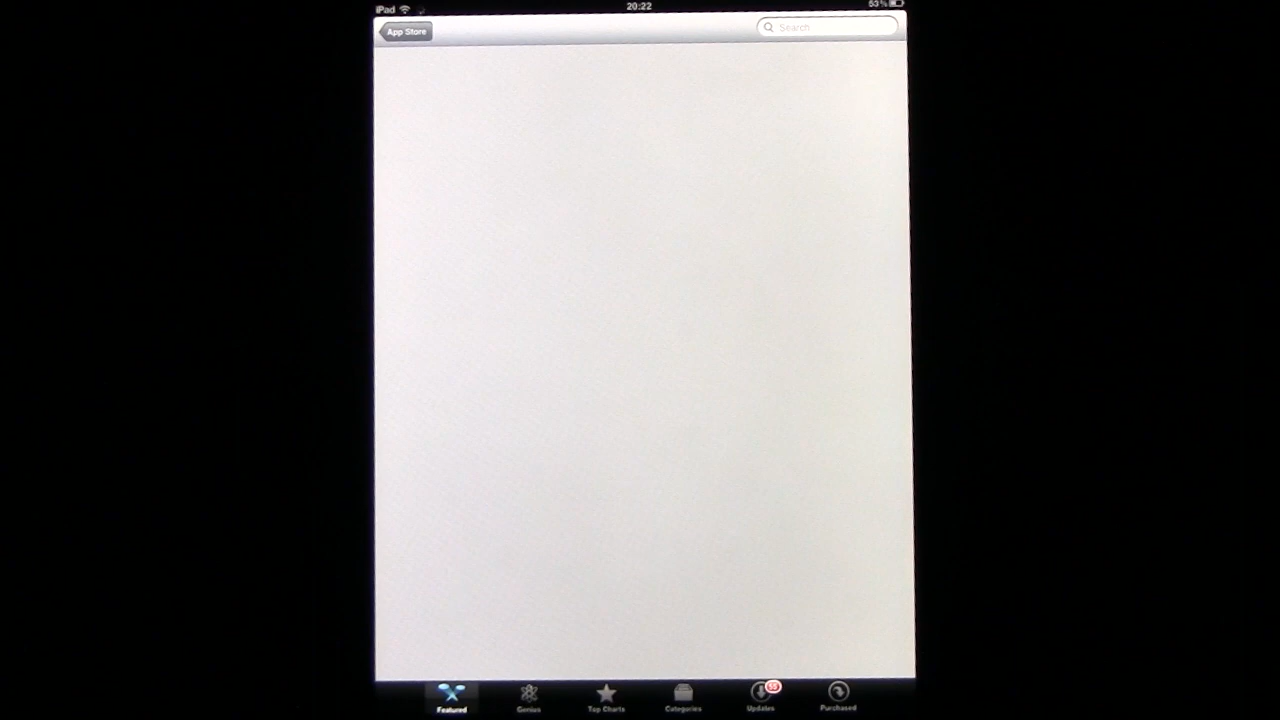 iPad 20:22 53%
App Store Search
Featured Genius Top Charts Categories Updates Purchased